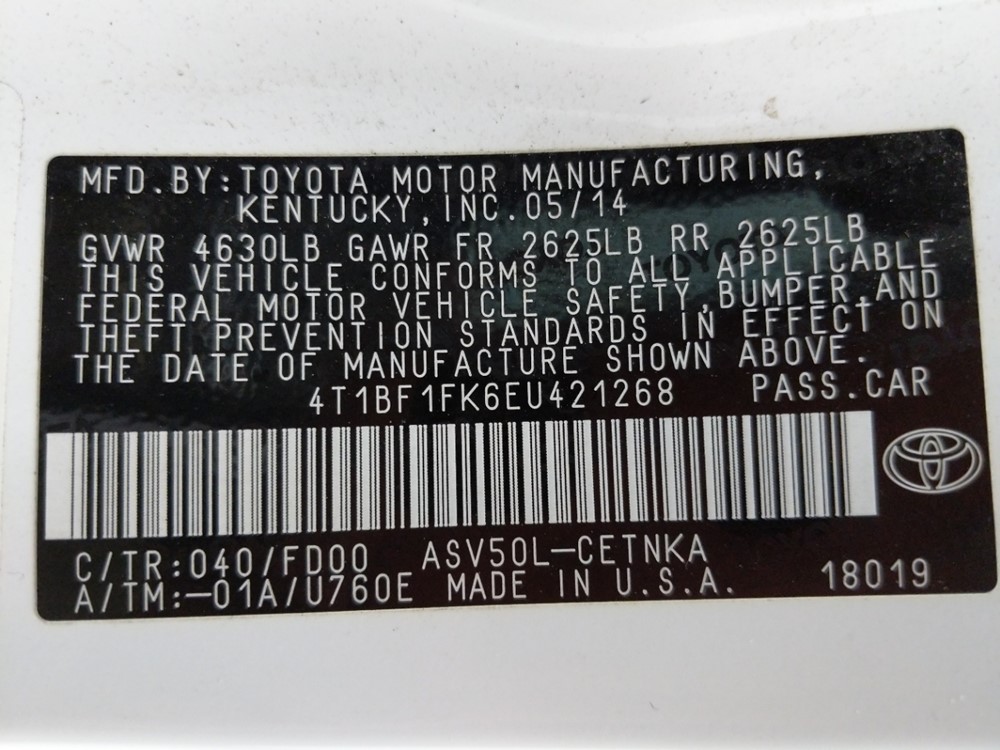 MFD.BY:TOYOTA MOTOR MANUFACTURING,
KENTUCKY,INC.05/14
GVWR 4630LB GAWR FR 2625LB RR 2625LB
THIS VEHICLE CONFORMS TO ALL APPLICABLE
FEDERAL MOTOR VEHICLE SAFETY,BUMPER,AND
THEFT PREVENTION STANDARDS IN EFFECT ON
THE DATE OF MANUFACTURE SHOWN ABOVE.
4T1BF1FK6EU421268 PASS.CAR
C/TR:040/FD00 ASV50L-CETNKA
A/TM:-01A/U760E MADE IN U.S.A. 18019